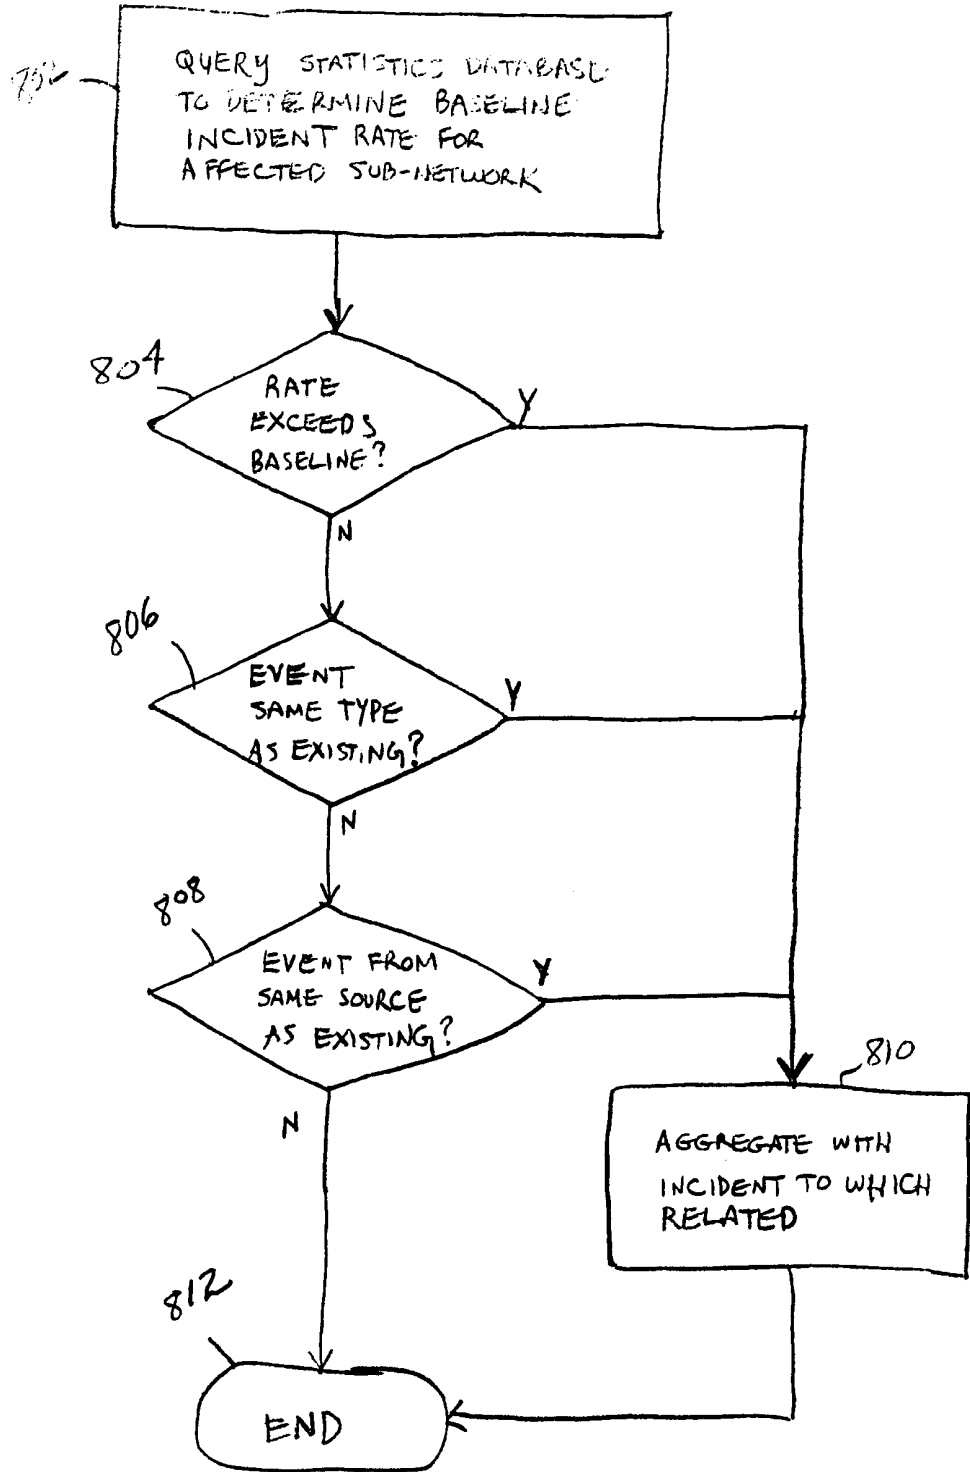 802
QUERY STATISTICS DATABASE
TO DETERMINE BASELINE
INCIDENT RATE FOR
AFFECTED SUB-NETWORK
804
RATE
EXCEEDS
BASELINE?
Y
N
806
EVENT
SAME TYPE
AS EXISTING?
Y
N
808
EVENT FROM
SAME SOURCE
AS EXISTING?
Y
N
810
AGGREGATE WITH
INCIDENT TO WHICH
RELATED
812
END